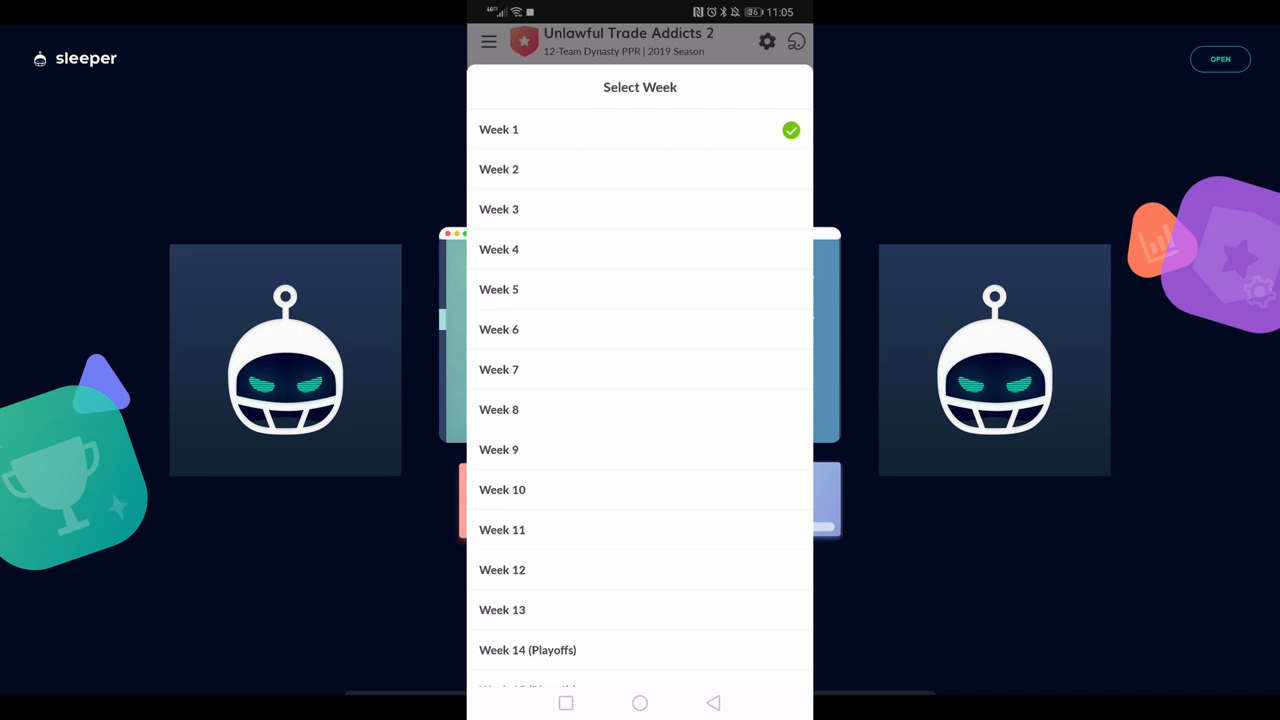 4G 36 11:05
Unlawful Trade Addicts 2
12-Team Dynasty PPR | 2019 Season
sleeper
OPEN
Select Week
Week 1
Week 2
Week 3
Week 4
Week 5
Week 6
Week 7
Week 8
Week 9
Week 10
Week 11
Week 12
Week 13
Week 14 (Playoffs)